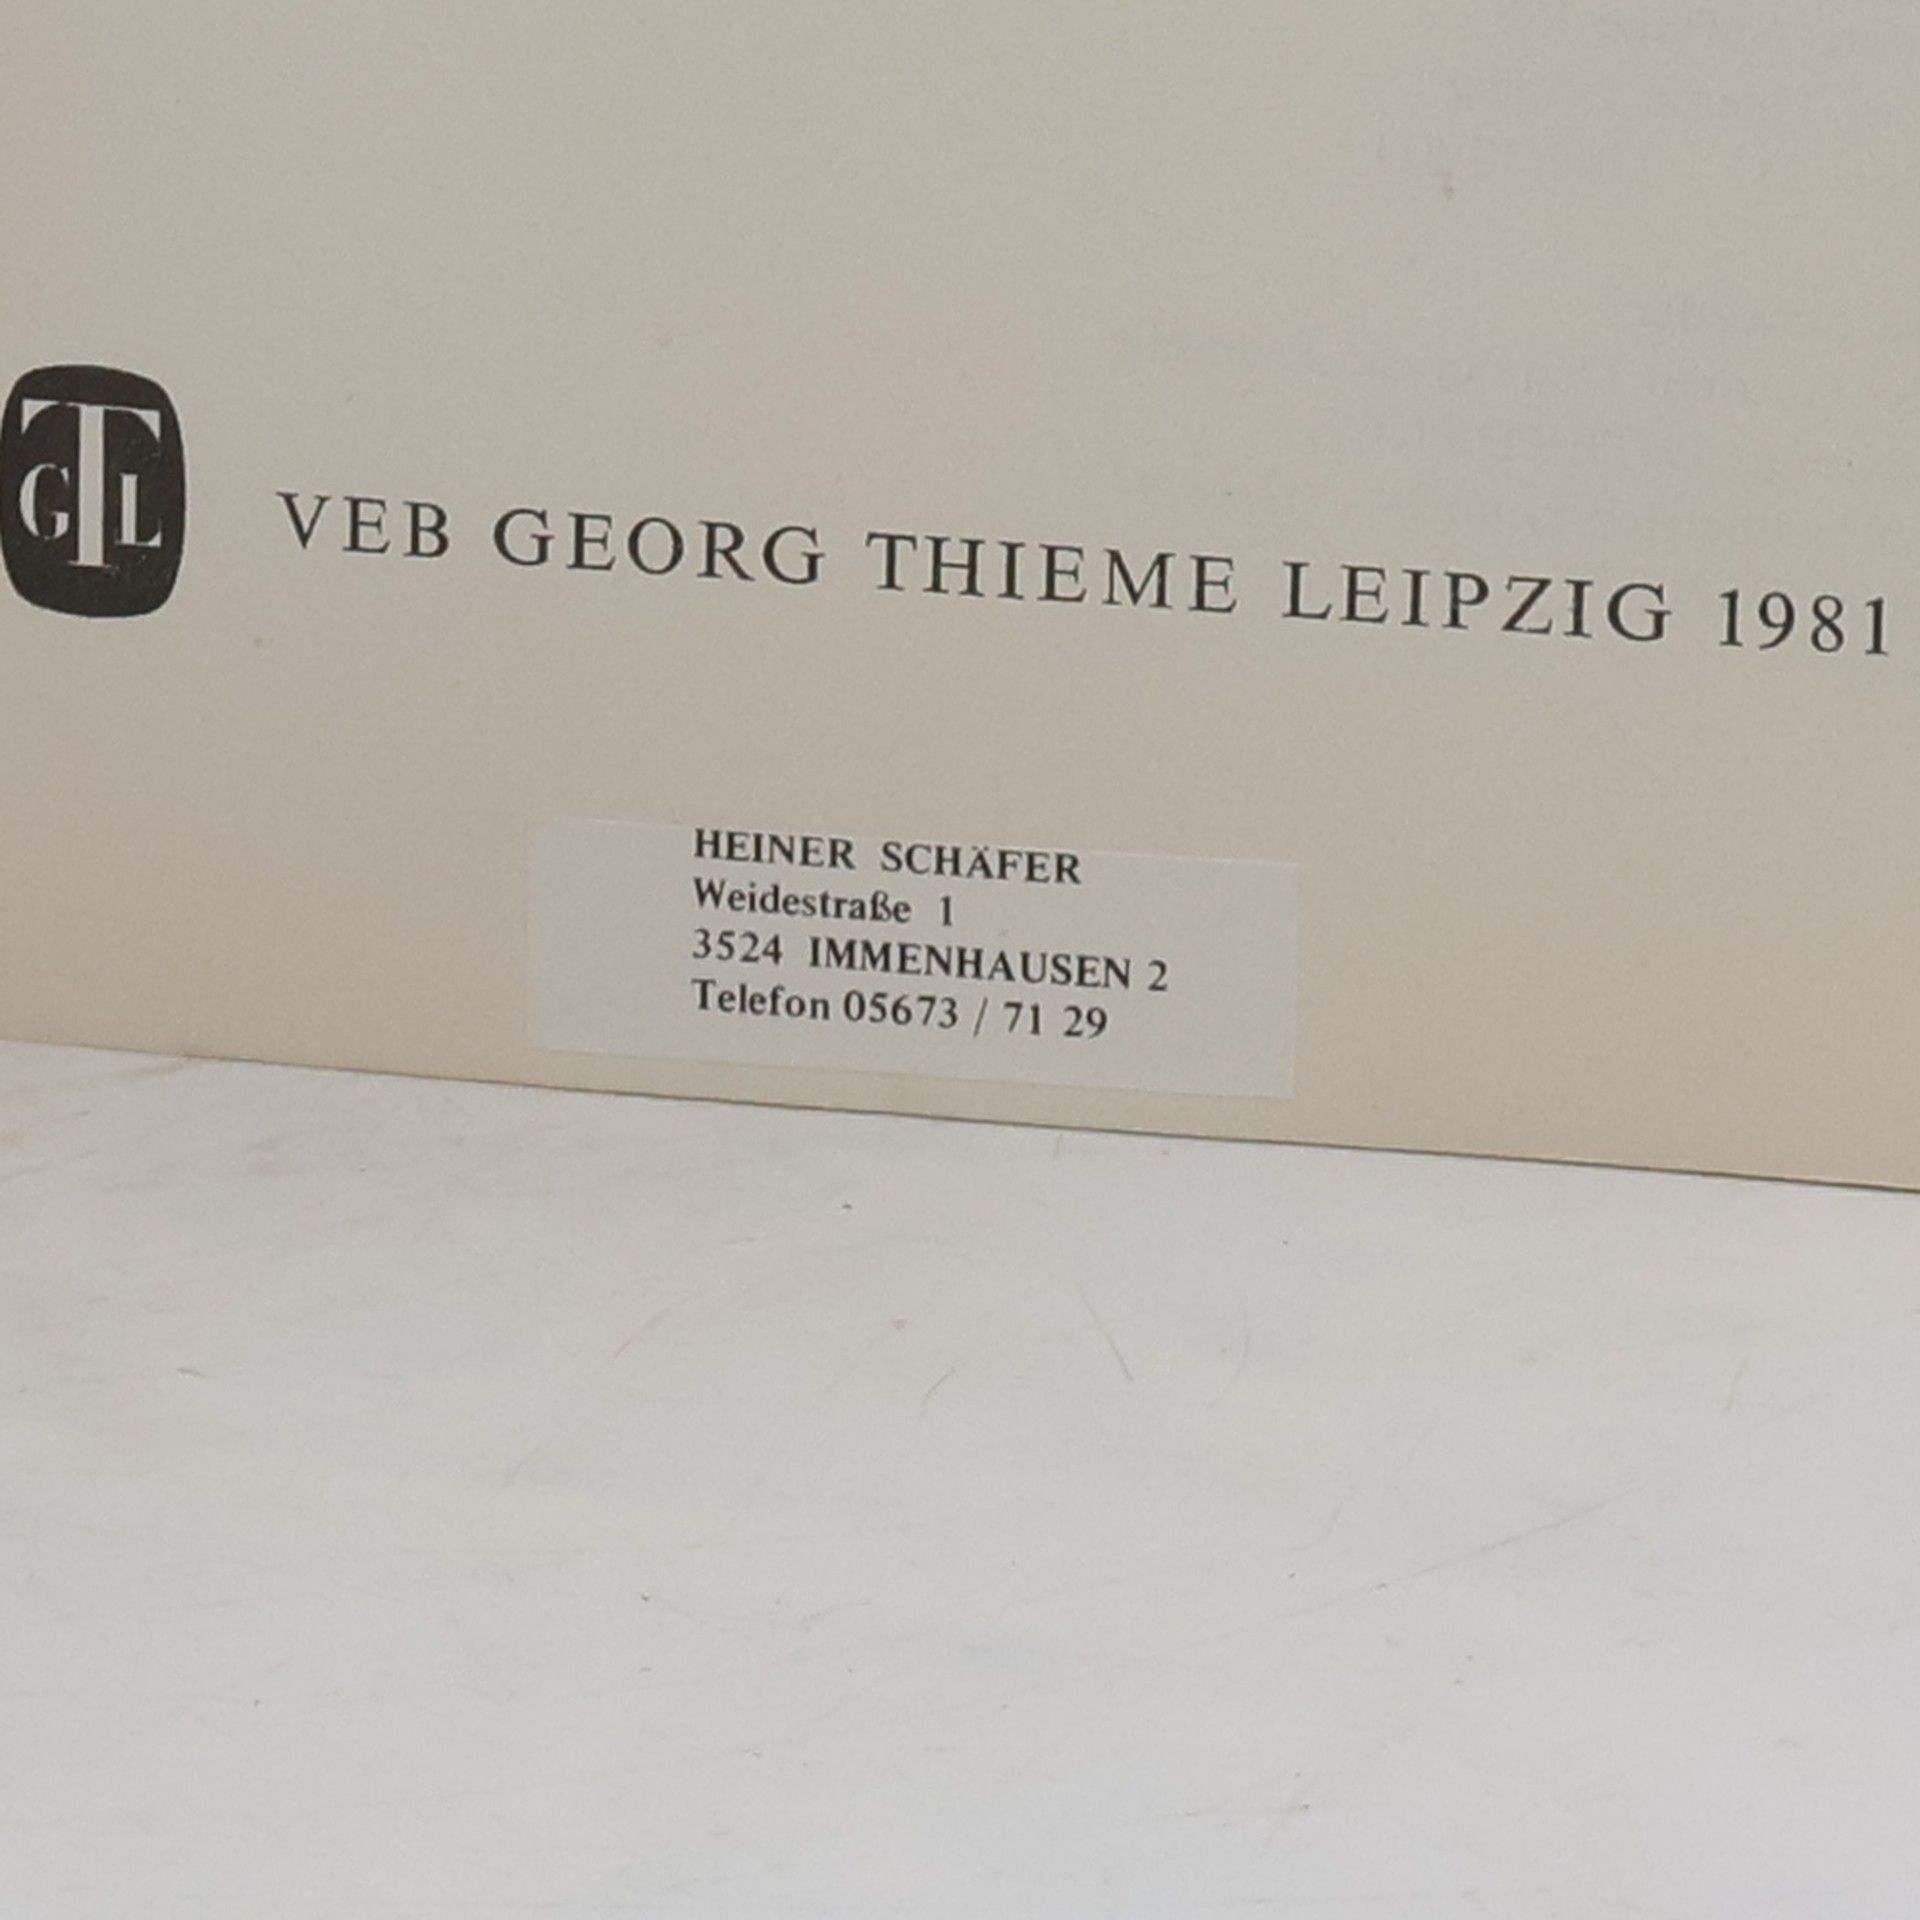 GTL
VEB GEORG THIEME LEIPZIG 1981
HEINER SCHÄFER
Weidestraße 1
3524 IMMENHAUSEN 2
Telefon 05673 / 71 29